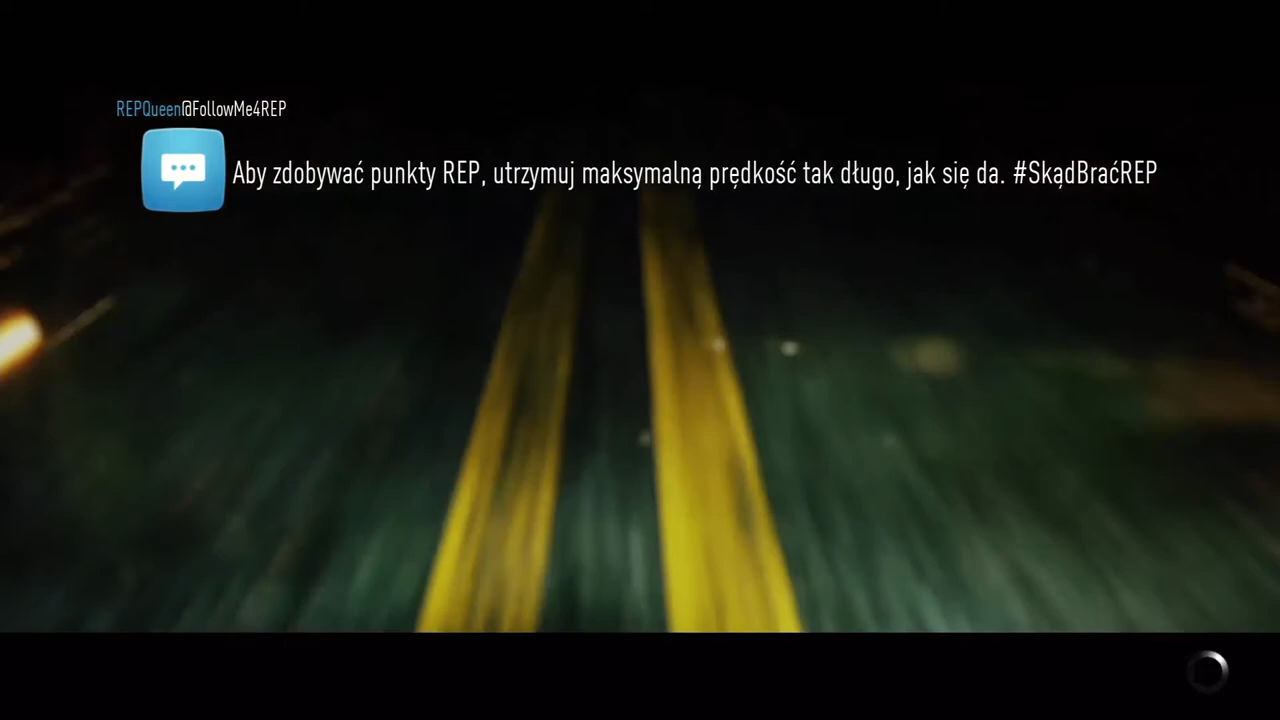 REPQueen@FollowMe4REP
Aby zdobywać punkty REP, utrzymuj maksymalną prędkość tak długo, jak się da. #SkądBraćREP